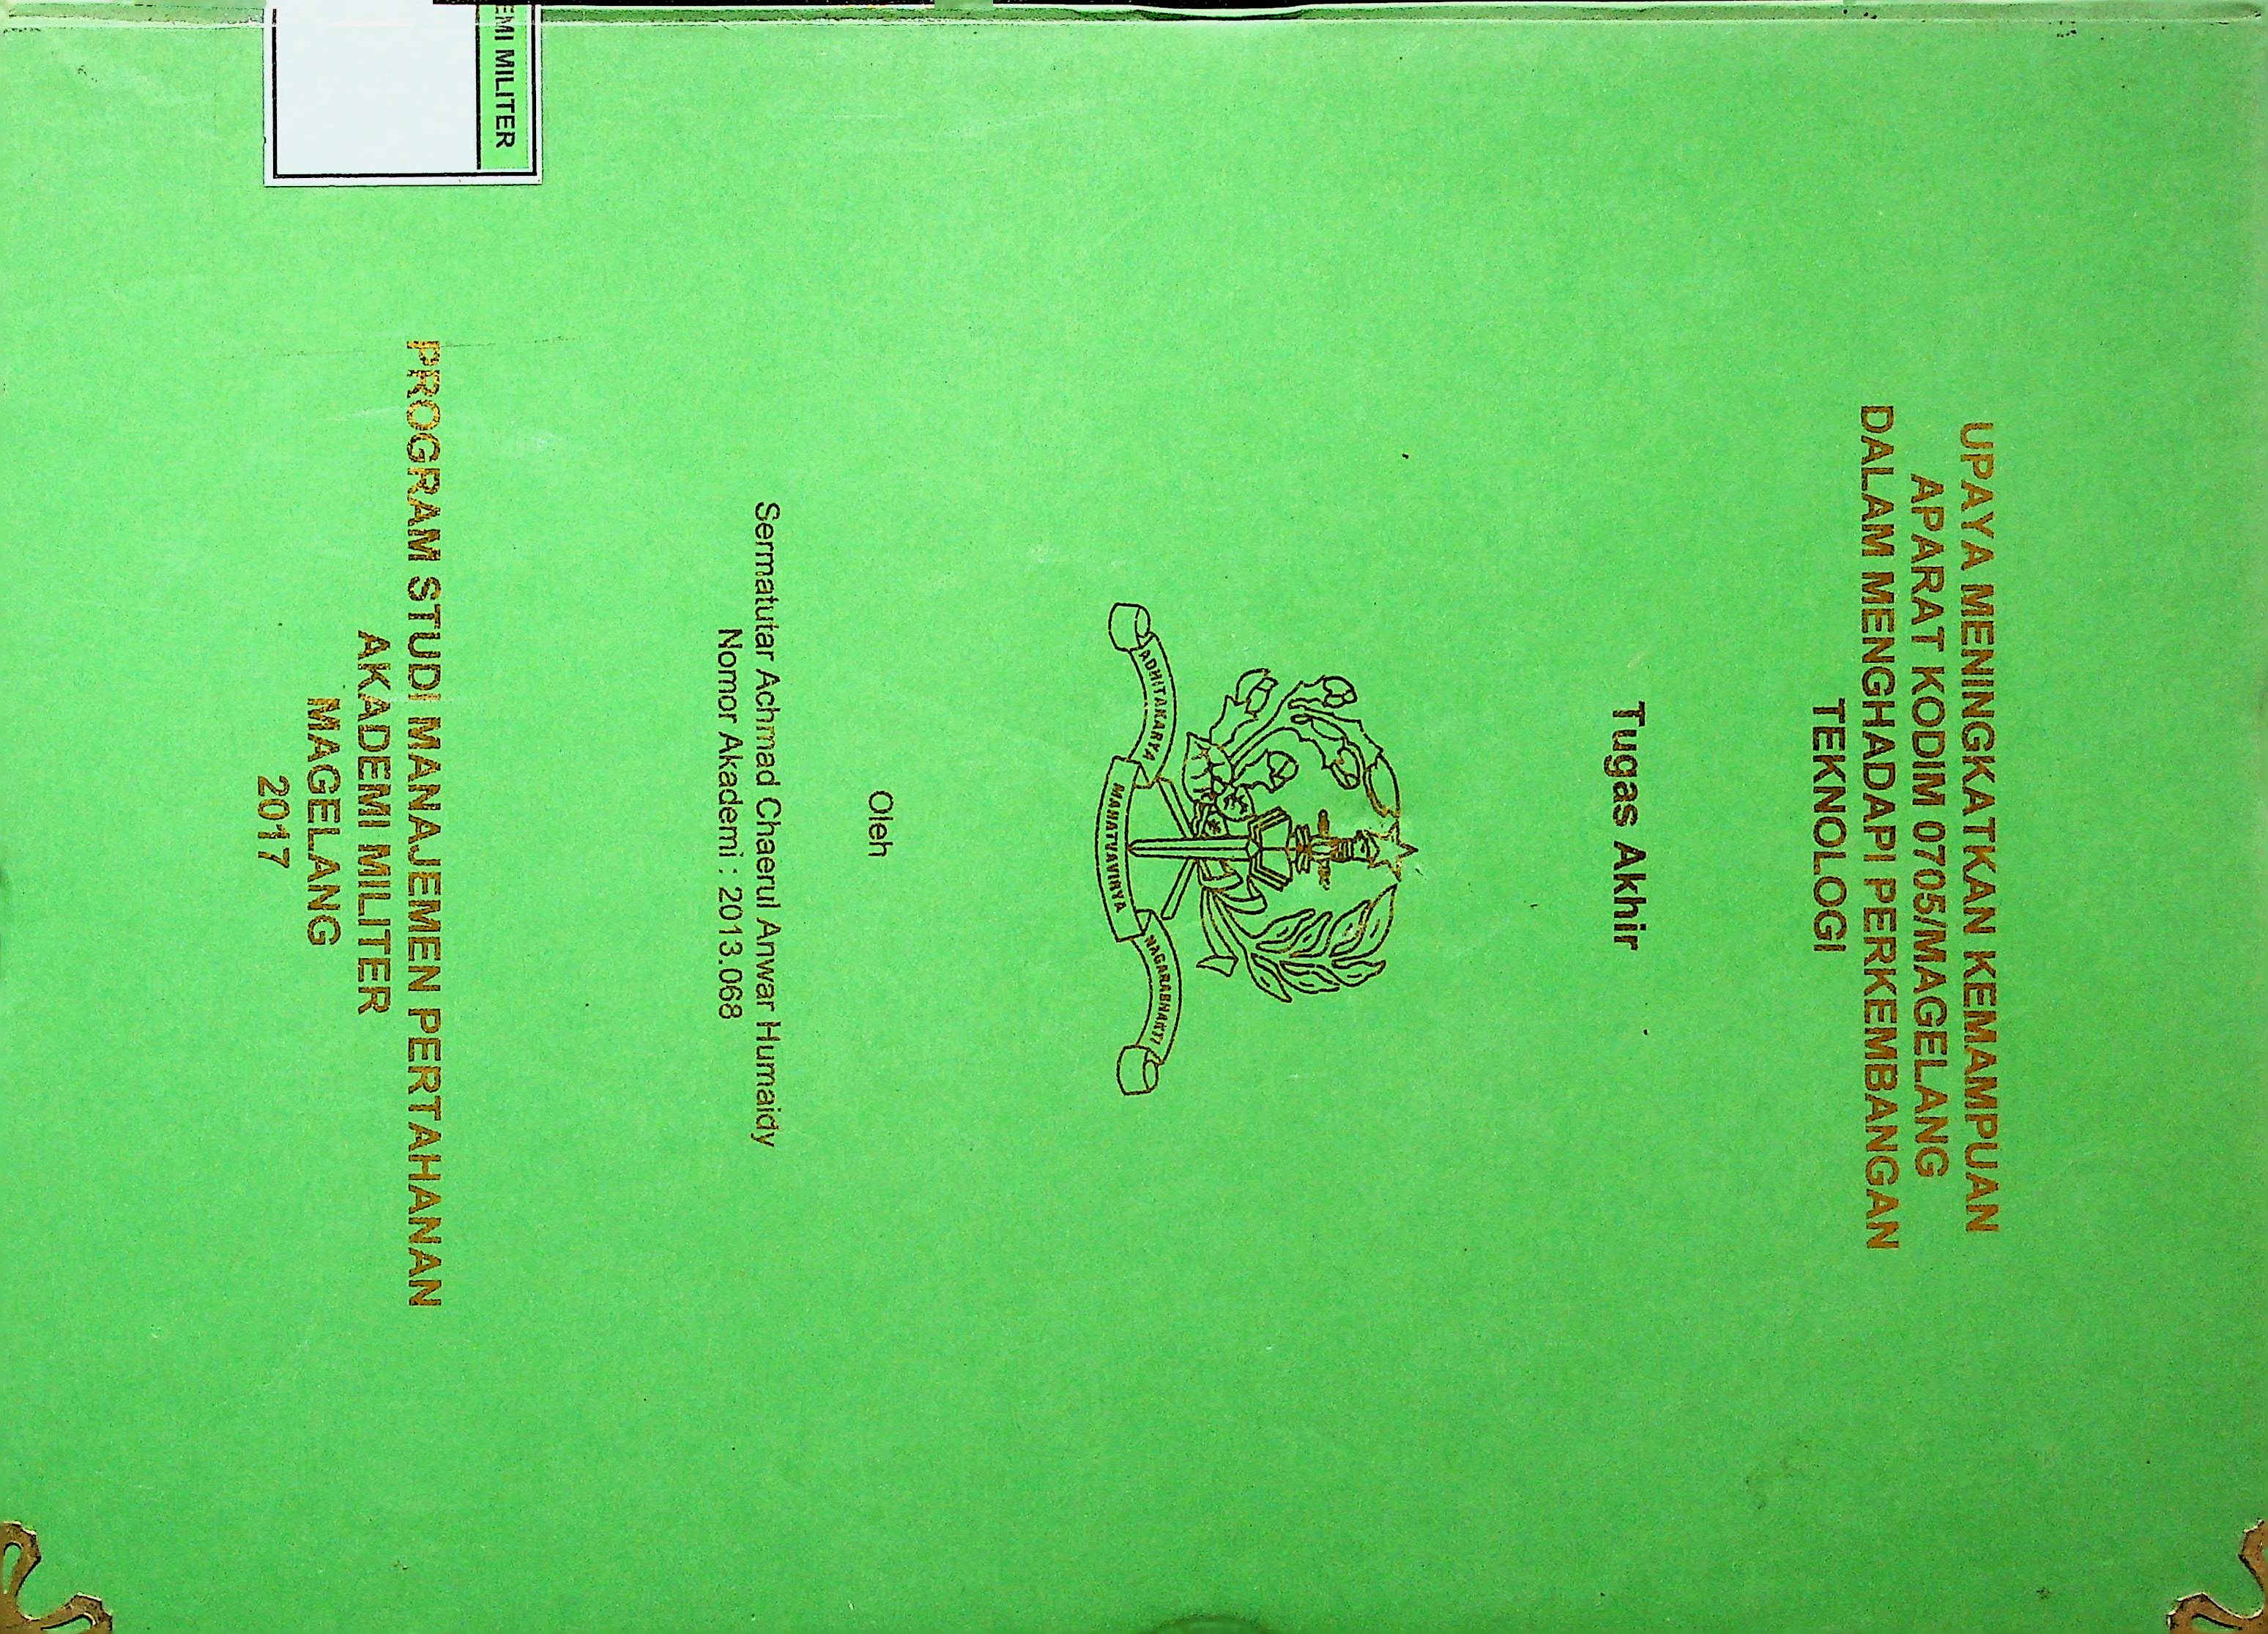 UPAYA MENINGKATKAN KEMAMPUAN
APARAT KODIM 0705/MAGELANG
DALAM MENGHADAPI PERKEMBANGAN
TEKNOLOGI
Tugas Akhir
ADHITAKARYA
MAHATVAVIRYA
NAGARABHAKTI
Oleh
Sermatutar Achmad Chaerul Anwar Humaidy
Nomor Akademi : 2013.068
PROGRAM STUDI MANAJEMEN PERTAHANAN
AKADEMI MILITER
MAGELANG
2017
EMI MILITER